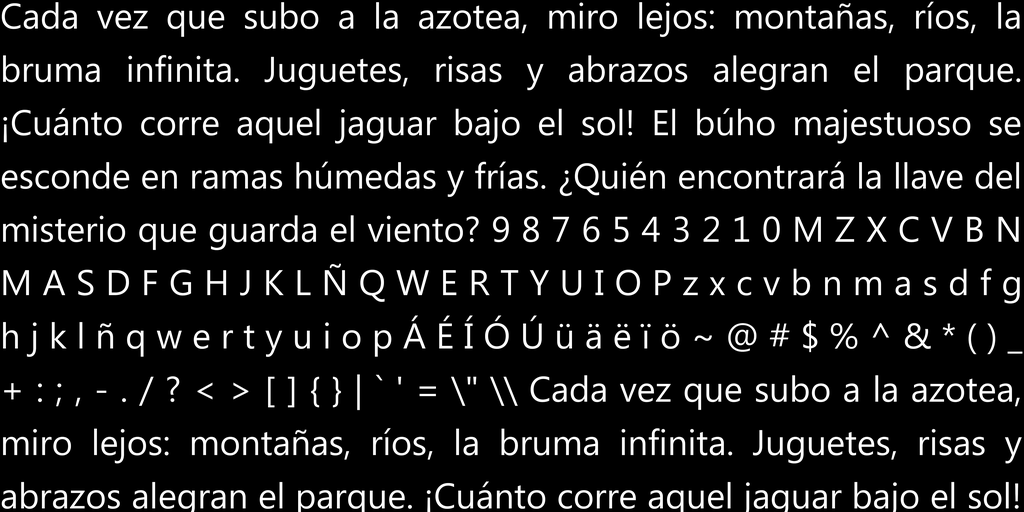 Cada vez que subo a la azotea, miro lejos: montañas, ríos, la
bruma infinita. Juguetes, risas y abrazos alegran el parque.
¡Cuánto corre aquel jaguar bajo el sol! El búho majestuoso se
esconde en ramas húmedas y frías. ¿Quién encontrará la llave del
misterio que guarda el viento? 9 8 7 6 5 4 3 2 1 0 M Z X C V B N
M A S D F G H J K L Ñ Q W E R T Y U I O P z x c v b n m a s d f g
h j k l ñ q w e r t y u i o p Á É Í Ó Ú ü ä ë ï ö ~ @ # $ % ^ & * ( ) _
+ : ; , - . / ? < > [ ] { } | ` ' = \" \\ Cada vez que subo a la azotea,
miro lejos: montañas, ríos, la bruma infinita. Juguetes, risas y
abrazos alegran el parque. ¡Cuánto corre aquel jaguar bajo el sol!